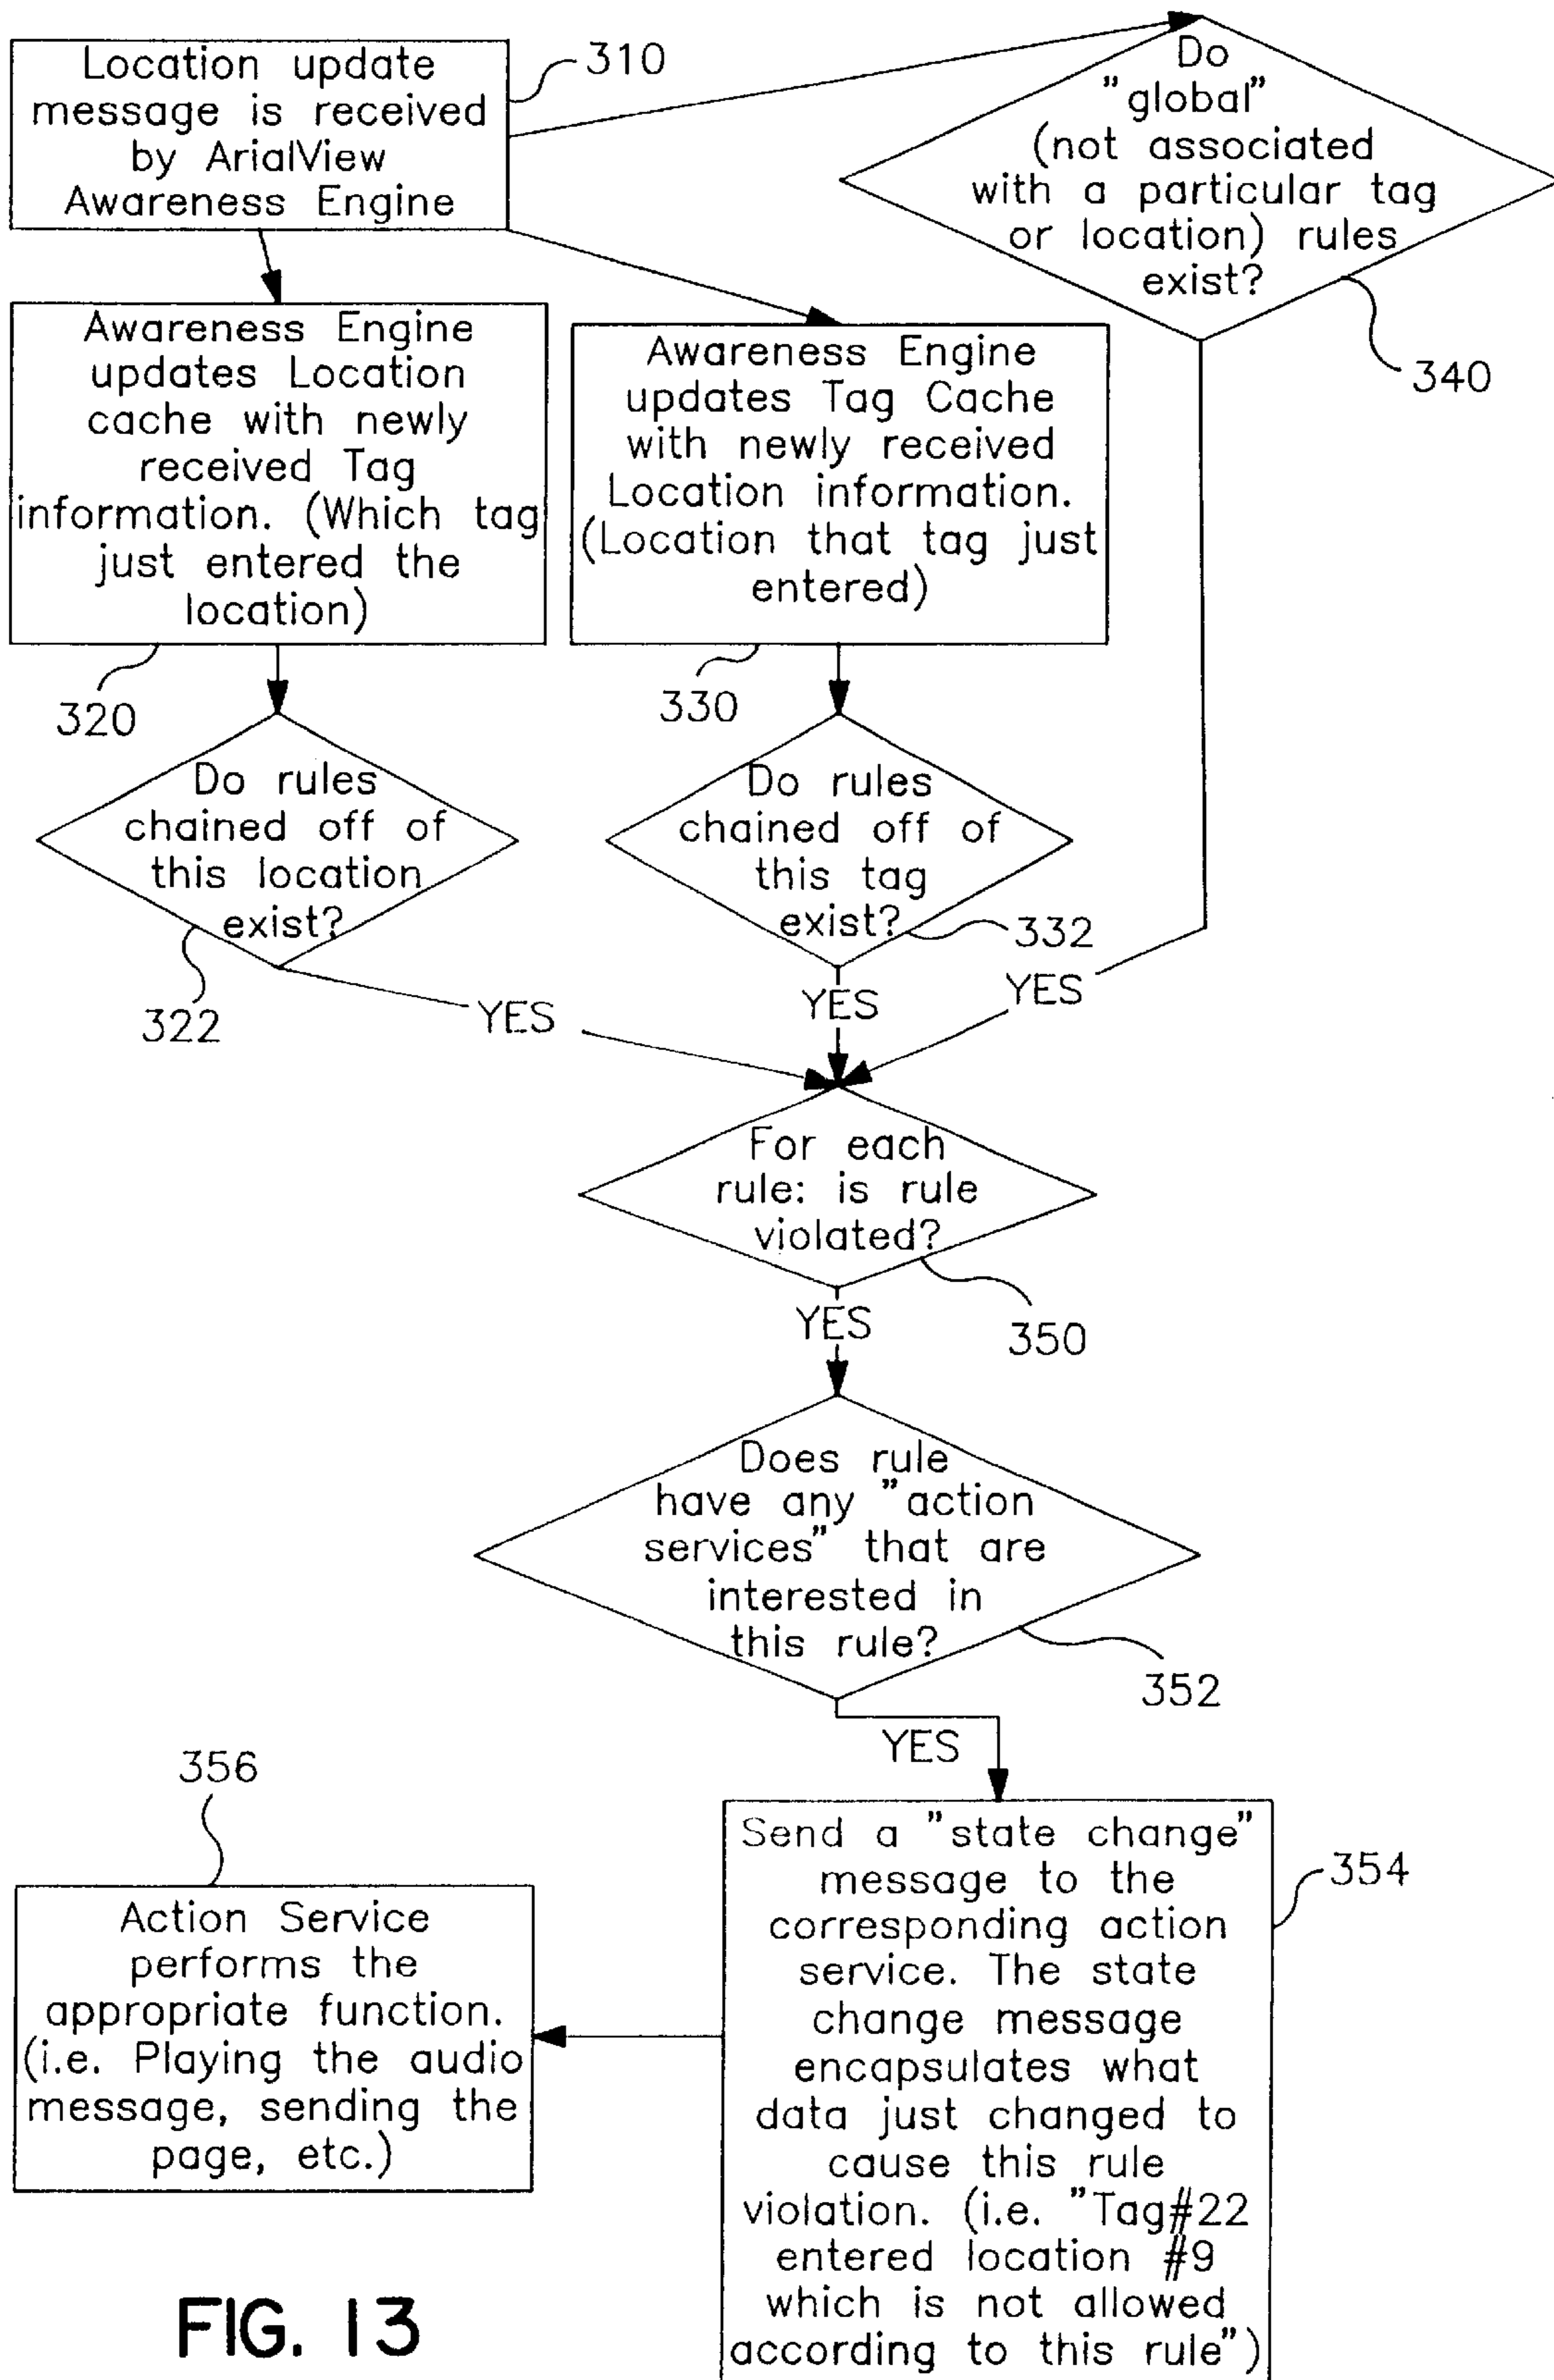 Location update
message is received
by ArialView
Awareness Engine
310
Do
"global"
(not associated
with a particular tag
or location) rules
exist?
340
Awareness Engine
updates Location
cache with newly
received Tag
information. (Which tag
just entered the
location)
320
Awareness Engine
updates Tag Cache
with newly received
Location information.
(Location that tag just
entered)
330
Do rules
chained off of
this location
exist?
322
Do rules
chained off of
this tag
exist?
332
YES
YES
YES
For each
rule: is rule
violated?
350
YES
Does rule
have any "action
services" that are
interested in
this rule?
352
YES
Send a "state change"
message to the
corresponding action
service. The state
change message
encapsulates what
data just changed to
cause this rule
violation. (i.e. "Tag#22
entered location #9
which is not allowed
according to this rule")
354
356
Action Service
performs the
appropriate function.
(i.e. Playing the audio
message, sending the
page, etc.)
FIG. 13